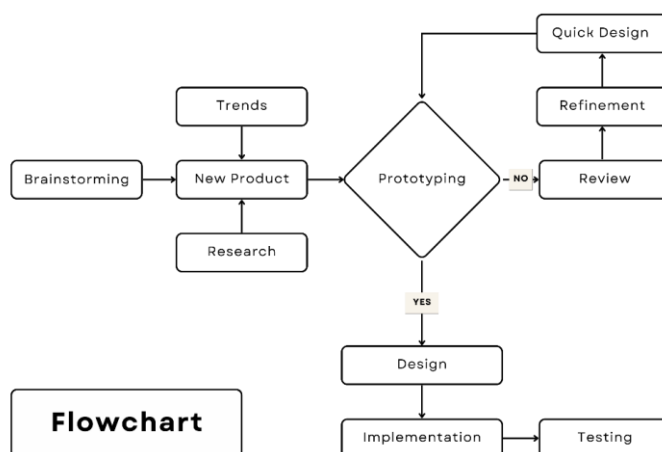 Quick Design
Trends
Refinement
Brainstorming
New Product
Prototyping
NO
Review
Research
YES
Design
Flowchart
Implementation
Testing